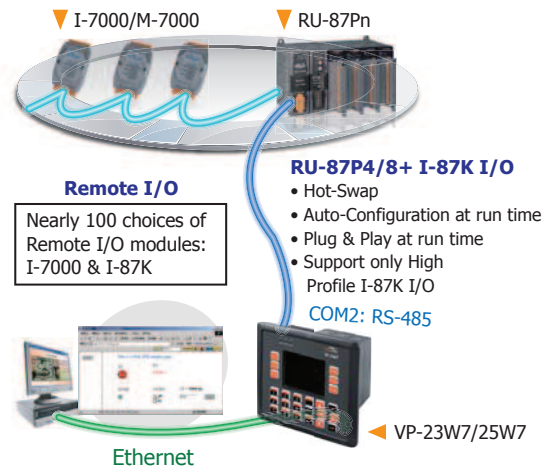 ▼ I-7000/M-7000
▼ RU-87Pn
Remote I/O
Nearly 100 choices of
Remote I/O modules:
I-7000 & I-87K
RU-87P4/8+ I-87K I/O
• Hot-Swap
• Auto-Configuration at run time
• Plug & Play at run time
• Support only High
Profile I-87K I/O
COM2: RS-485
◀ VP-23W7/25W7
Ethernet